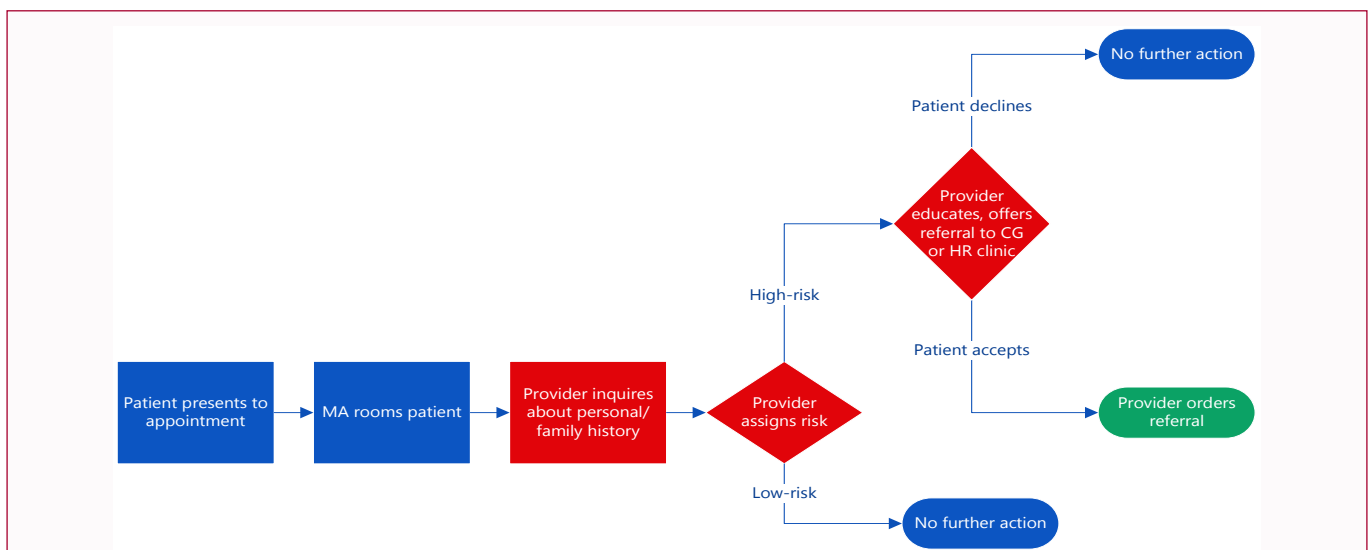 No further action
Patient declines
Provider
educates, offers
referral to CG
or HR clinic
High-risk
Patient accepts
Patient presents to
appointment
MA rooms patient
Provider inquires
about personal/
family history
Provider
assigns risk
Provider orders
referral
Low-risk
No further action